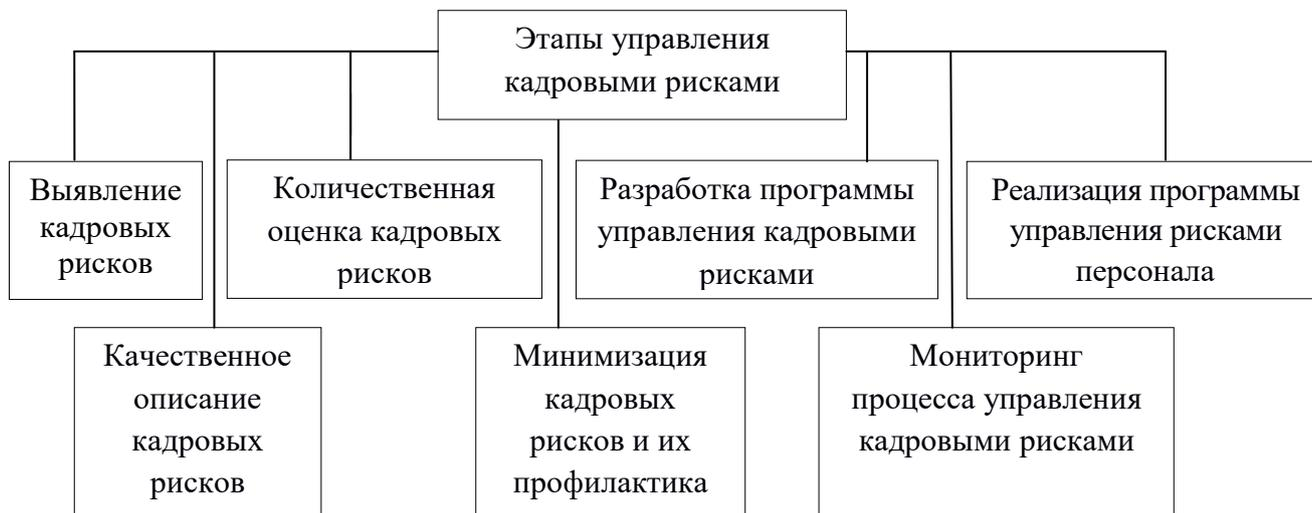 Этапы управления
кадровыми рисками
Выявление
кадровых
рисков
Количественная
оценка кадровых
рисков
Разработка программы
управления кадровыми
рисками
Реализация программы
управления рисками
персонала
Качественное
описание
кадровых
рисков
Минимизация
кадровых
рисков и их
профилактика
Мониторинг
процесса управления
кадровыми рисками